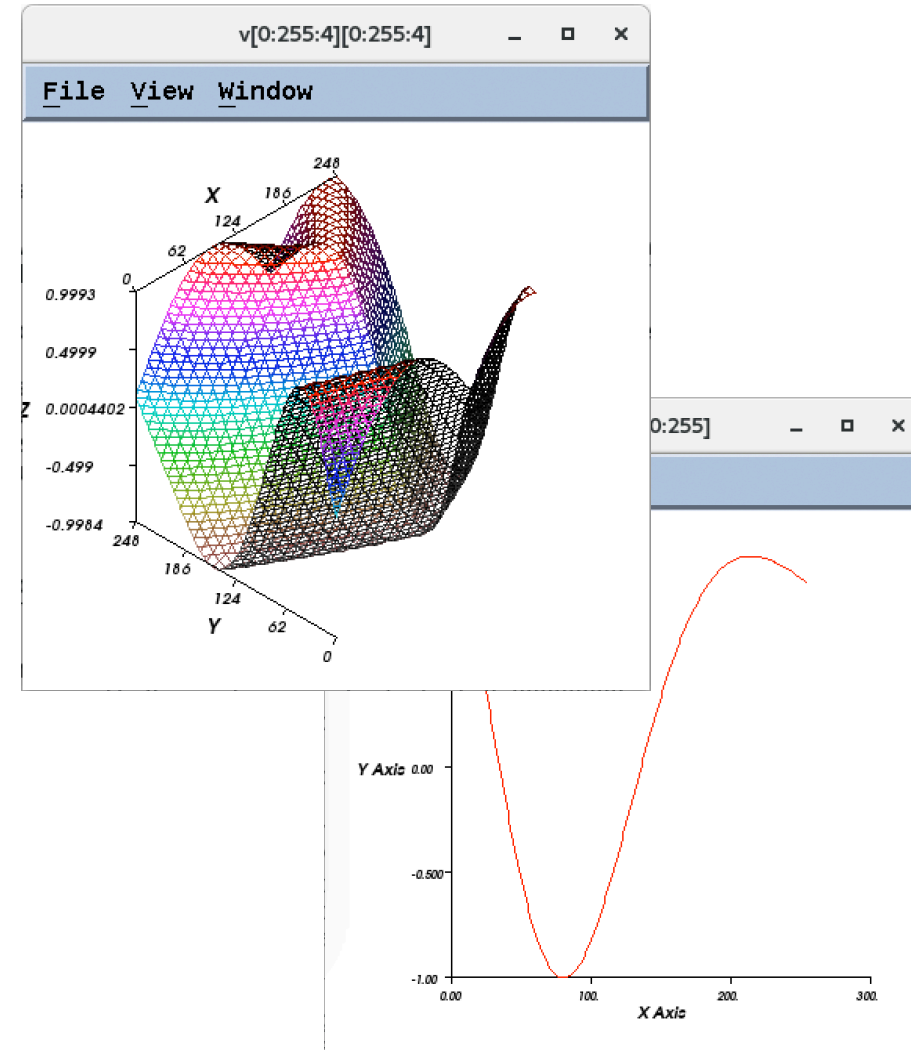 v[0:255:4][0:255:4]
File View Window
248
X
186
124
62
0
0.9993
0.4999
Z 0.0004402
-0.499
-0.9984
248
186
124
Y
62
0
0:255]
Y Axis 0.00
-0.500
-1.00
0.00 100. 200. 300.
X Axis